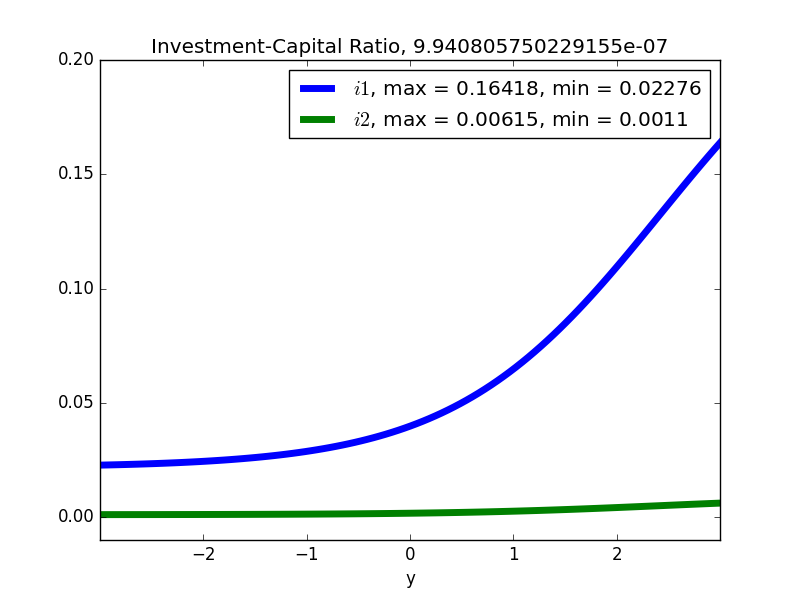 Investment-Capital Ratio, 9.940805750229155e-07
0.20
i1, max = 0.16418, min = 0.02276
i2, max = 0.00615, min = 0.0011
0.15
0.10
0.05
0.00
−2 −1 0 1 2
y